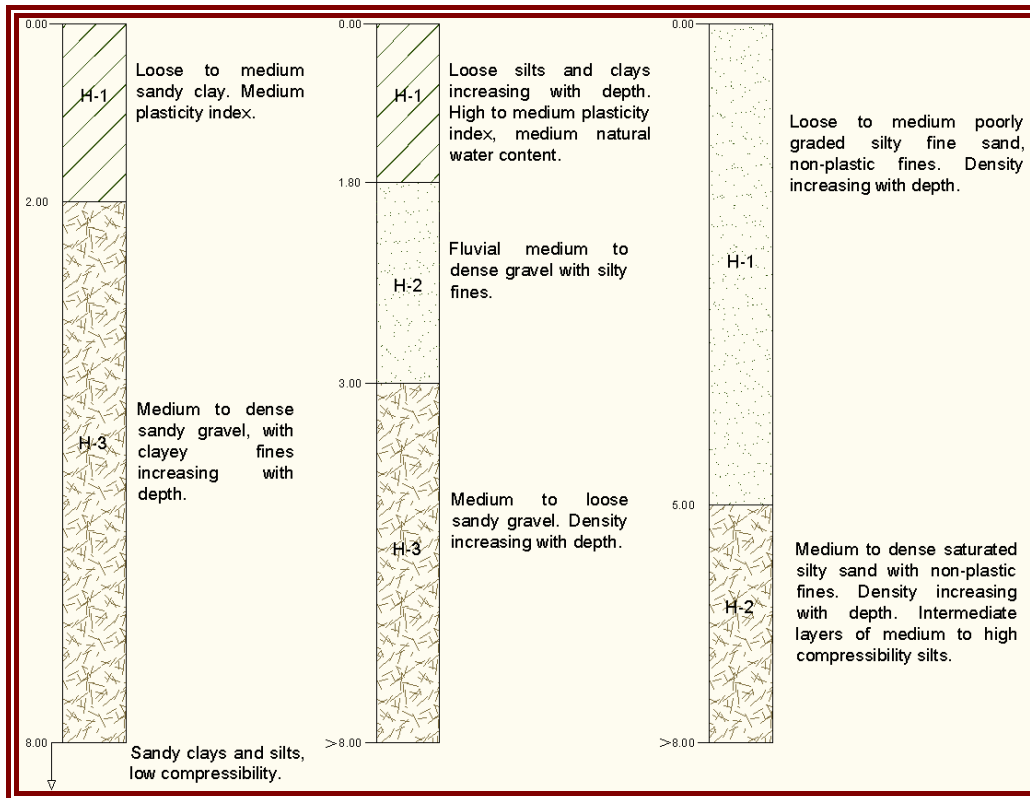 0.00
H-1
Loose to medium
sandy clay. Medium
plasticity index.
2.00
H-3
Medium to dense
sandy gravel, with
clayey fines
increasing with
depth.
8.00
Sandy clays and silts,
low compressibility.
0.00
H-1
Loose silts and clays
increasing with depth.
High to medium plasticity
index, medium natural
water content.
1.80
H-2
Fluvial medium to
dense gravel with silty
fines.
3.00
H-3
Medium to loose
sandy gravel. Density
increasing with depth.
>8.00
0.00
Loose to medium poorly
graded silty fine sand,
non-plastic fines. Density
increasing with depth.
H-1
5.00
H-2
Medium to dense saturated
silty sand with non-plastic
fines. Density increasing
with depth. Intermediate
layers of medium to high
compressibility silts.
>8.00